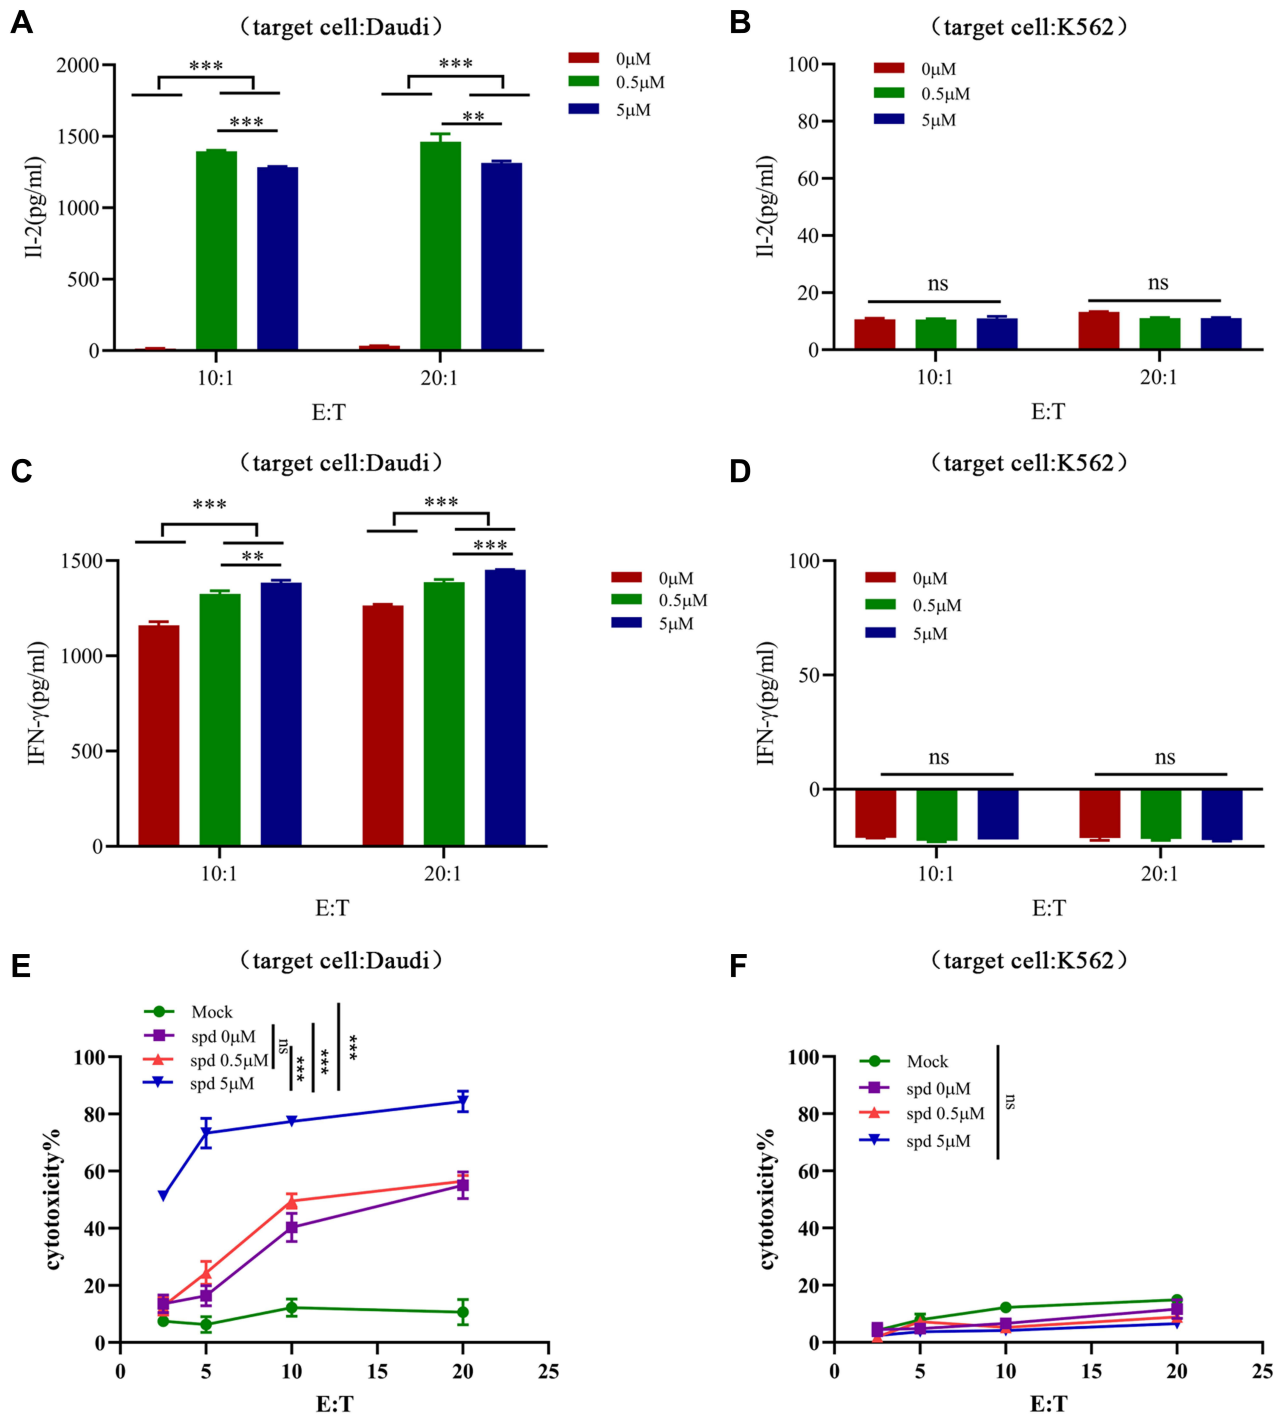 A
（target cell:Daudi）
***
***
***
**
0μM
0.5μM
5μM
Il-2(pg/ml)
2000
1500
1000
500
0
10:1
20:1
E:T
B
（target cell:K562）
0μM
0.5μM
5μM
Il-2(pg/ml)
100
80
60
40
20
0
ns
ns
10:1
20:1
E:T
C
（target cell:Daudi）
***
***
**
***
0μM
0.5μM
5μM
IFN-γ(pg/ml)
1500
1000
500
0
10:1
20:1
E:T
D
（target cell:K562）
0μM
0.5μM
5μM
IFN-γ(pg/ml)
100
50
0
ns
ns
10:1
20:1
E:T
E
（target cell:Daudi）
Mock
spd 0μM
spd 0.5μM
spd 5μM
ns
***
***
***
cytotoxicity%
100
80
60
40
20
0
0
5
10
15
20
25
E:T
F
（target cell:K562）
Mock
spd 0μM
spd 0.5μM
spd 5μM
ns
cytotoxicity%
100
80
60
40
20
0
0
5
10
15
20
25
E:T